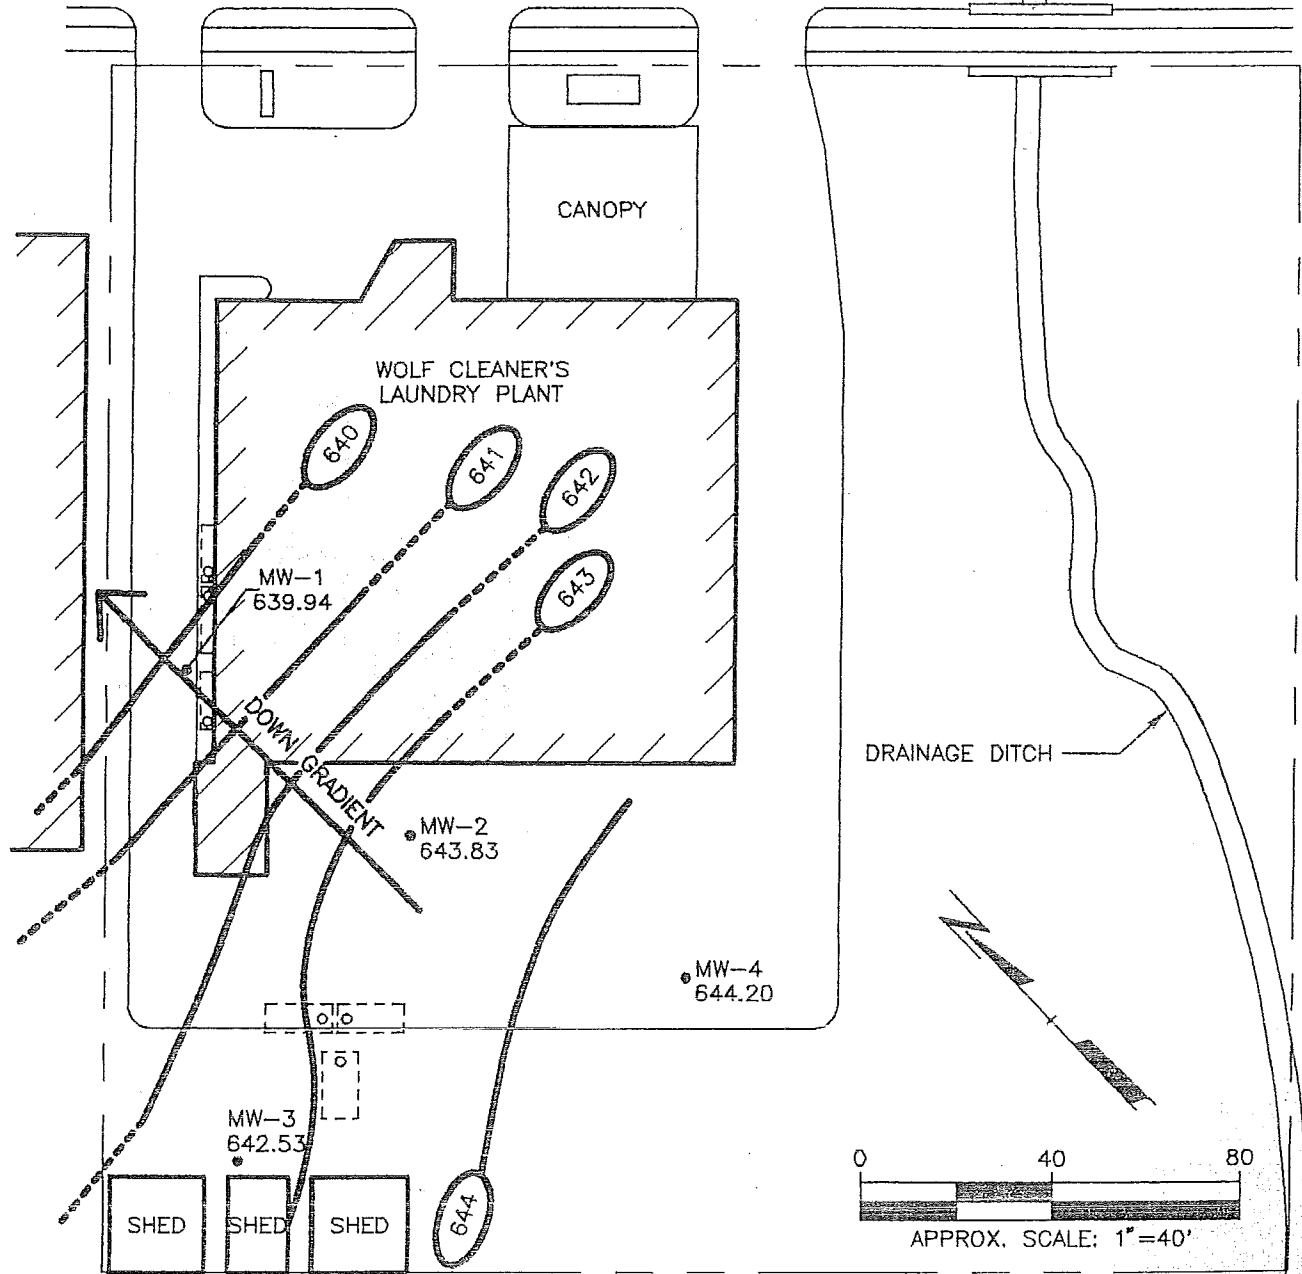 CANOPY
WOLF CLEANER'S
LAUNDRY PLANT
640
641
642
643
MW-1
639.94
DOWN GRADIENT
DRAINAGE DITCH
MW-2
643.83
MW-4
644.20
MW-3
642.53
SHED
SHED
SHED
644
0 40 80
APPROX. SCALE: 1"=40'